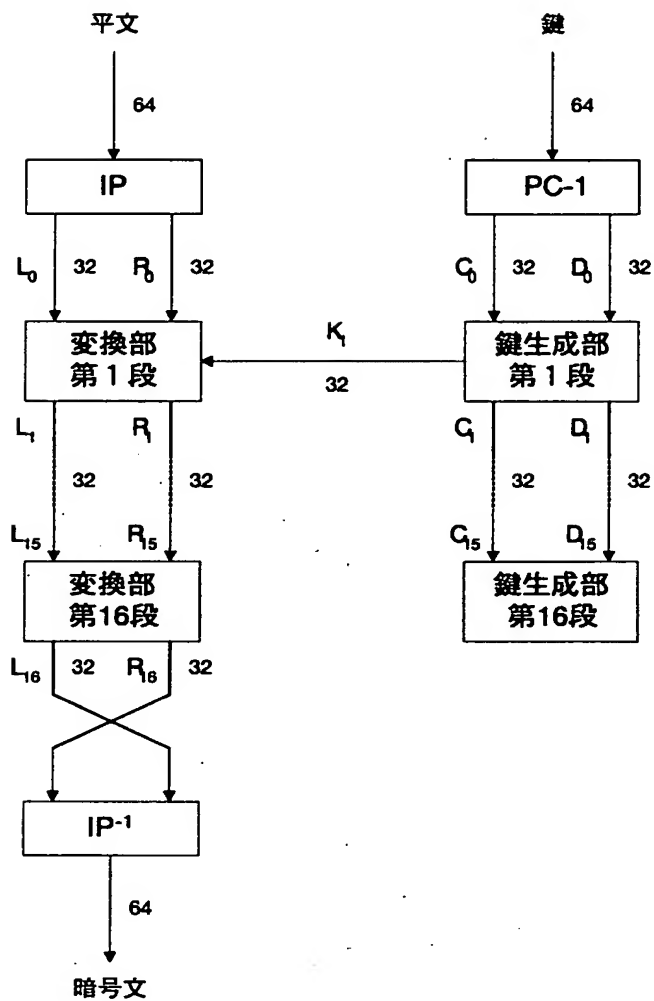 平文
64
IP
L₀ 32 R₀ 32
変換部
第1段
L₁ R₁
32 32
L₁₅ R₁₅
変換部
第16段
L₁₆ 32 R₁₆ 32
IP⁻¹
64
暗号文
K₁
32
鍵
64
PC-1
C₀ 32 D₀ 32
鍵生成部
第1段
C₁ D₁
32 32
C₁₅ D₁₅
鍵生成部
第16段